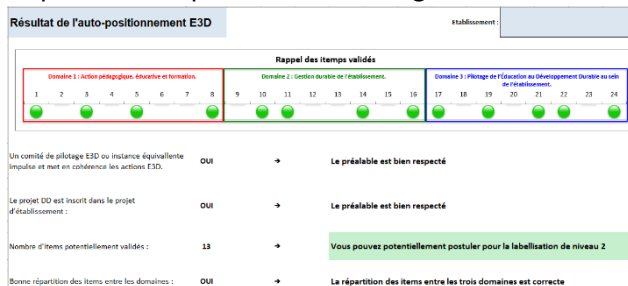 Résultat de l'auto-positionnement E3D
Etablissement :
Rappel des itemps validés
Domaine 1 : Action pédagogique, éducative et formation.
Domaine 2 : Gestion durable de l'établissement.
Domaine 3 : Pilotage de l'Éducation au Développement Durable au sein de l'établissement.
1 2 3 4 5 6 7 8 9 10 11 12 13 14 15 16 17 18 19 20 21 22 23 24
Un comité de pilotage E3D ou instance équivallente
impulse et met en cohérence les actions E3D.
OUI → Le préalable est bien respecté
Le projet DD est inscrit dans le projet
d'établissement :
OUI → Le préalable est bien respecté
Nombre d'items potentiellement validés : 13 → Vous pouvez potentiellement postuler pour la labellisation de niveau 2
Bonne répartition des items entre les domaines : OUI → La répartition des items entre les trois domaines est correcte